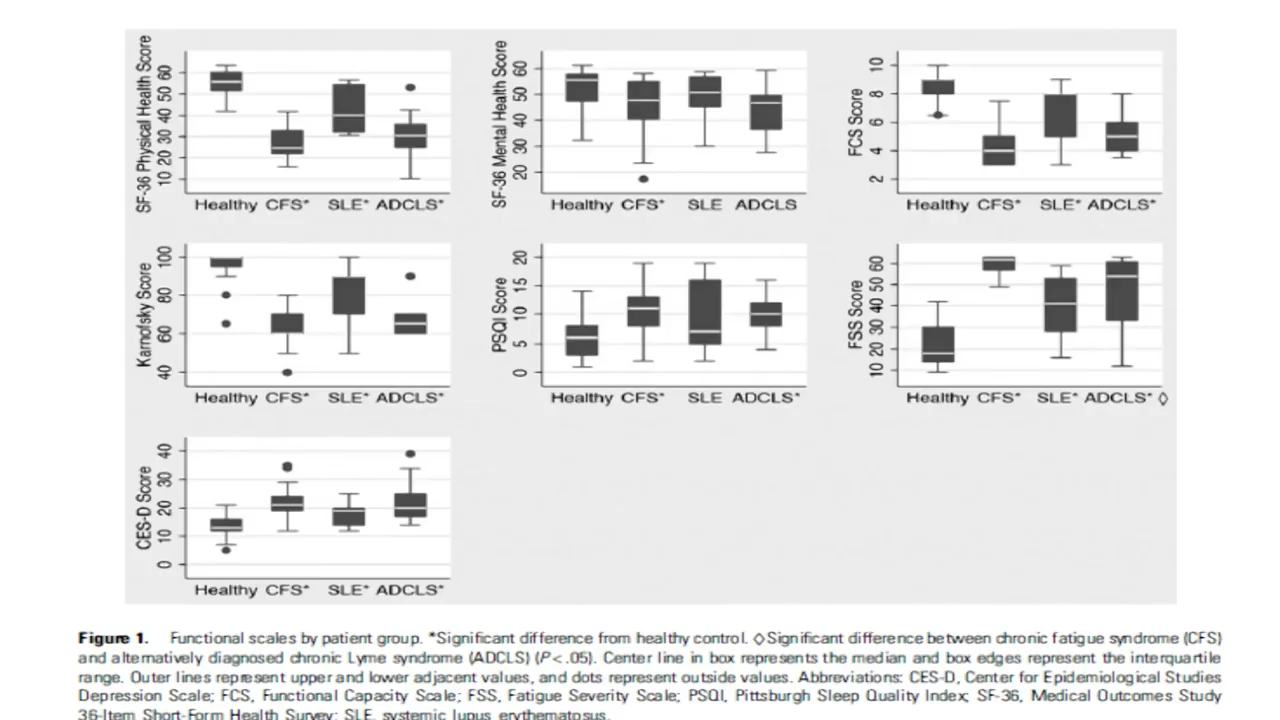 SF-36 Physical Health Score
60
50
40
30
20
10
Healthy CFS* SLE* ADCLS*
SF-36 Mental Health Score
60
50
40
30
20
Healthy CFS* SLE ADCLS
FCS Score
10
8
6
4
2
Healthy CFS* SLE* ADCLS*
Karnofsky Score
100
80
60
40
Healthy CFS* SLE* ADCLS*
PSQI Score
20
15
10
5
0
Healthy CFS* SLE ADCLS*
FSS Score
60
50
40
30
20
10
Healthy CFS* SLE* ADCLS* ◊
CES-D Score
40
30
20
10
0
Healthy CFS* SLE* ADCLS*
Figure 1. Functional scales by patient group. *Significant difference from healthy control. ◊Significant difference between chronic fatigue syndrome (CFS)
and alternatively diagnosed chronic Lyme syndrome (ADCLS) (P < .05). Center line in box represents the median and box edges represent the interquartile
range. Outer lines represent upper and lower adjacent values, and dots represent outside values. Abbreviations: CES-D, Center for Epidemiological Studies
Depression Scale; FCS, Functional Capacity Scale; FSS, Fatigue Severity Scale; PSQI, Pittsburgh Sleep Quality Index; SF-36, Medical Outcomes Study
36-Item Short-Form Health Survey; SLE, systemic lupus erythematosus.